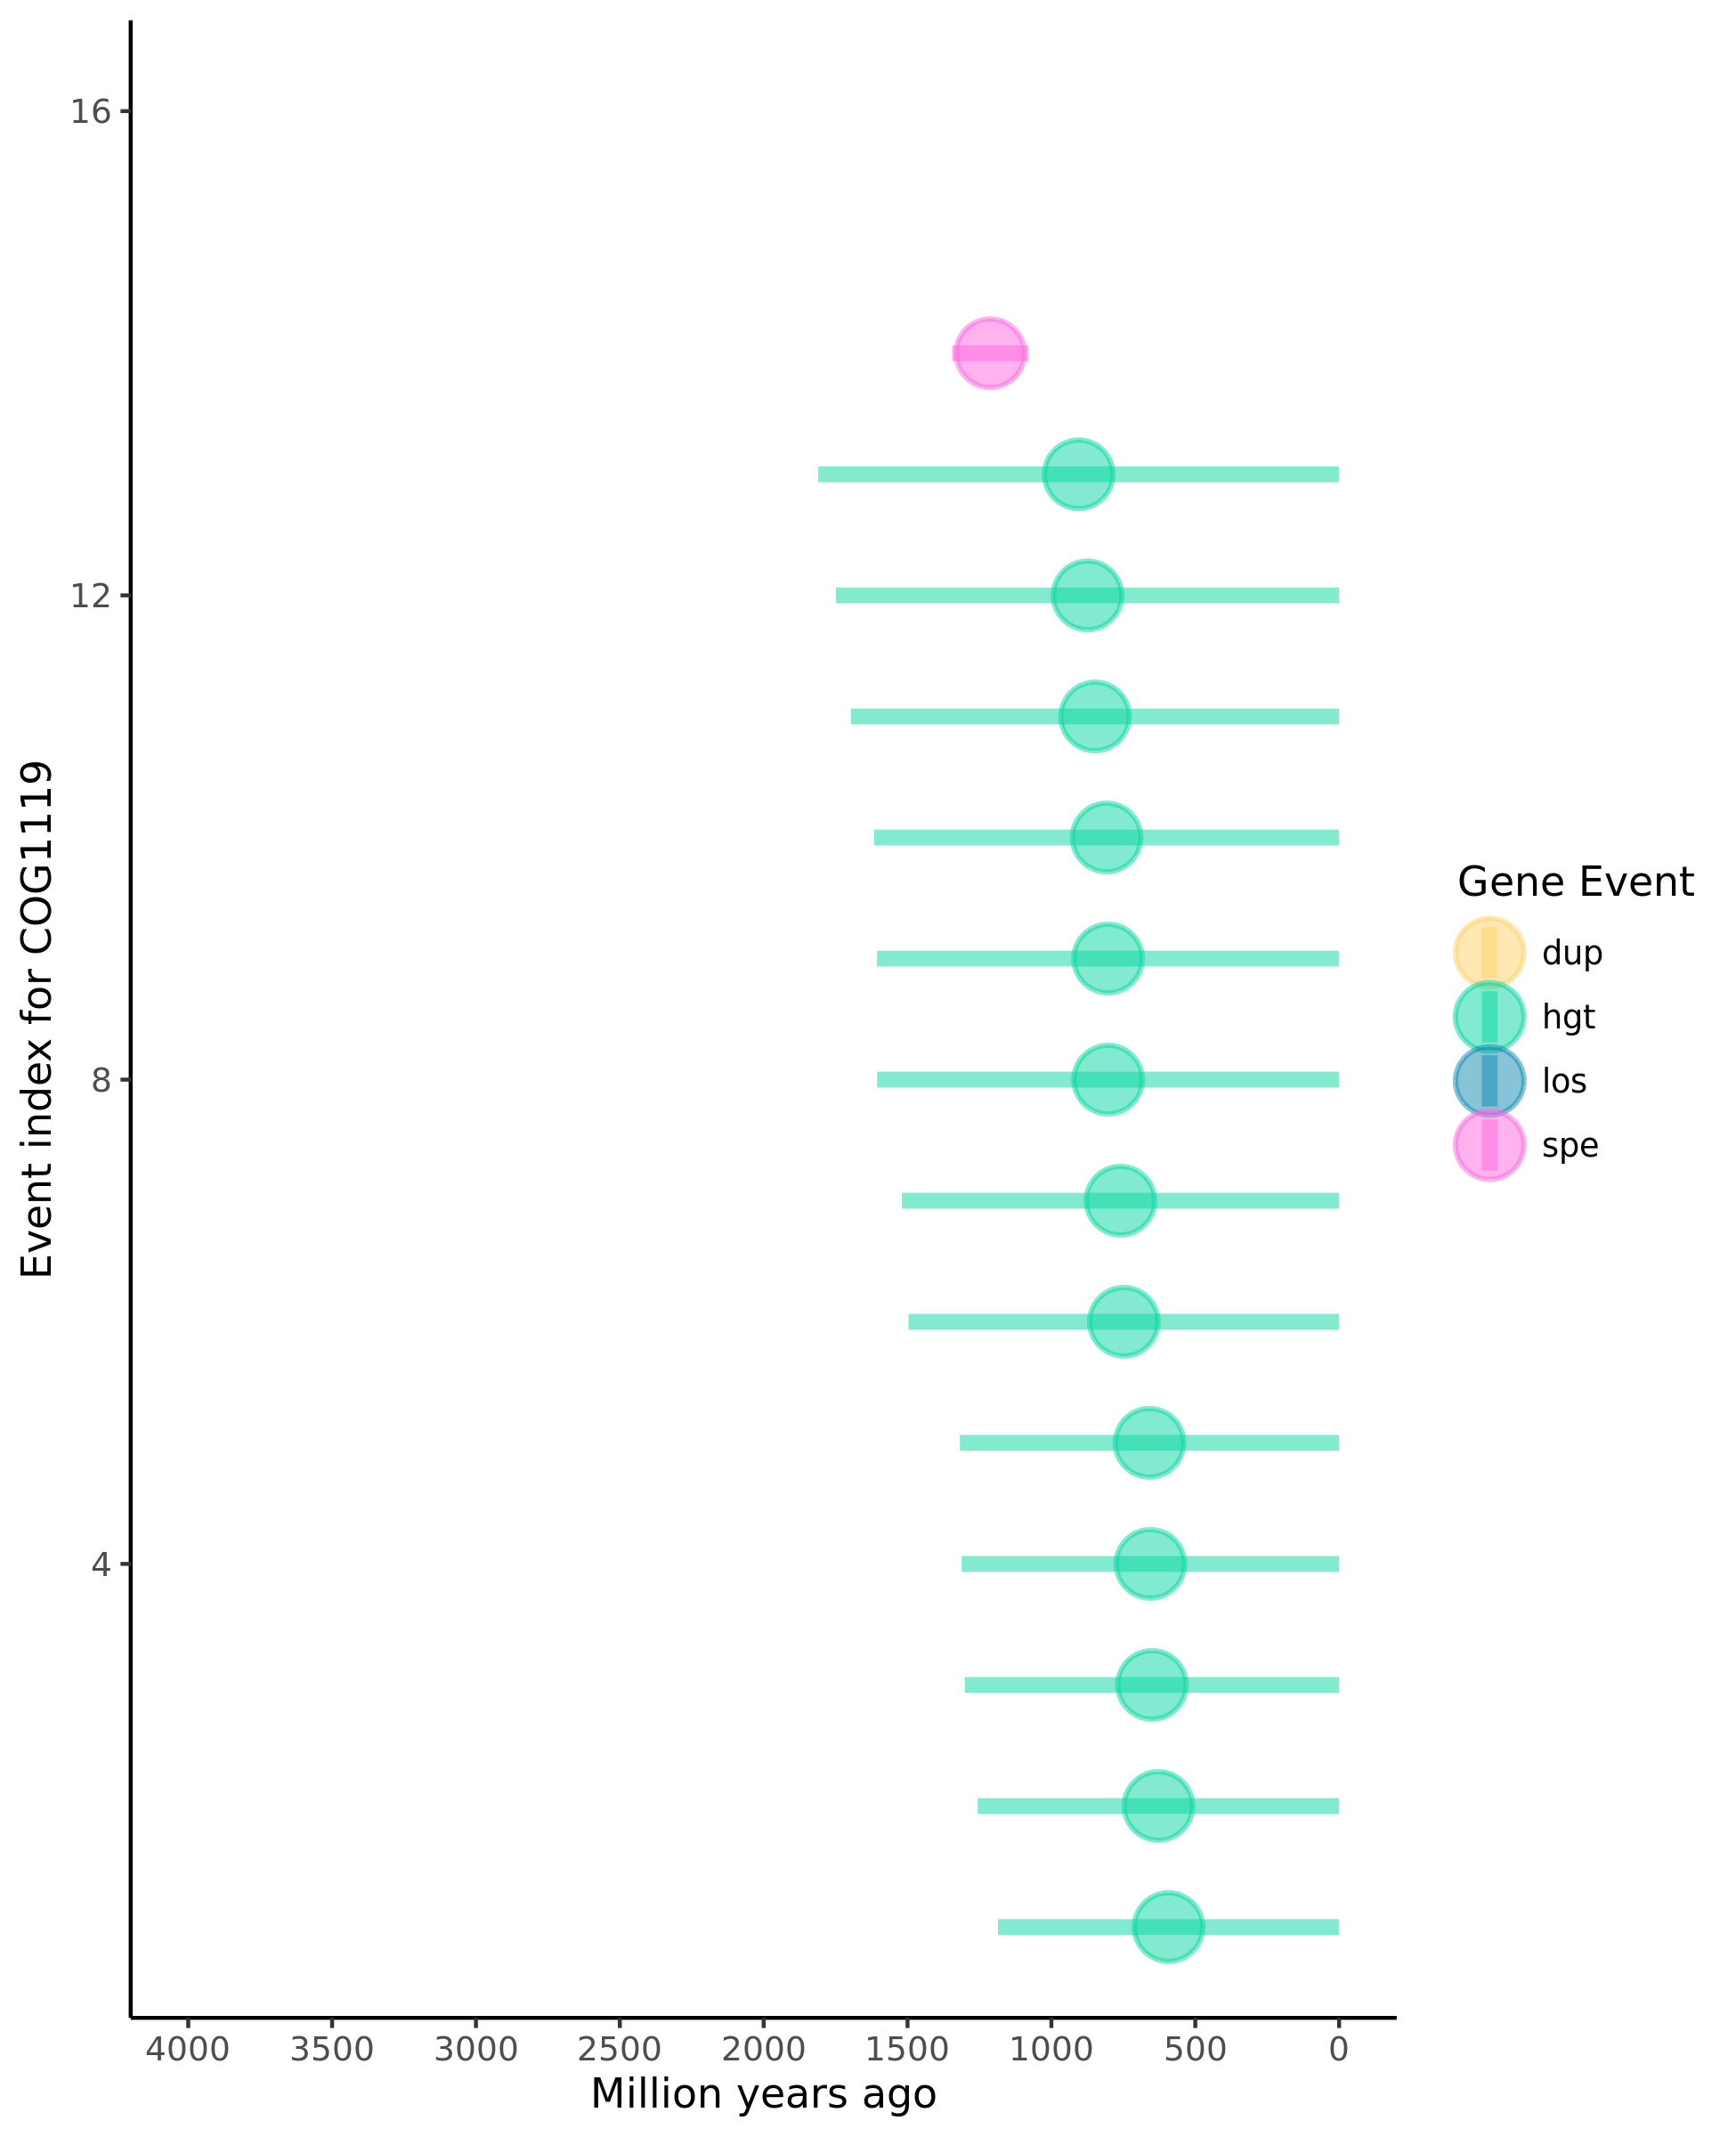 16
12
8
4
Event index for COG1119
4000 3500 3000 2500 2000 1500 1000 500 0
Million years ago
Gene Event
dup
hgt
los
spe